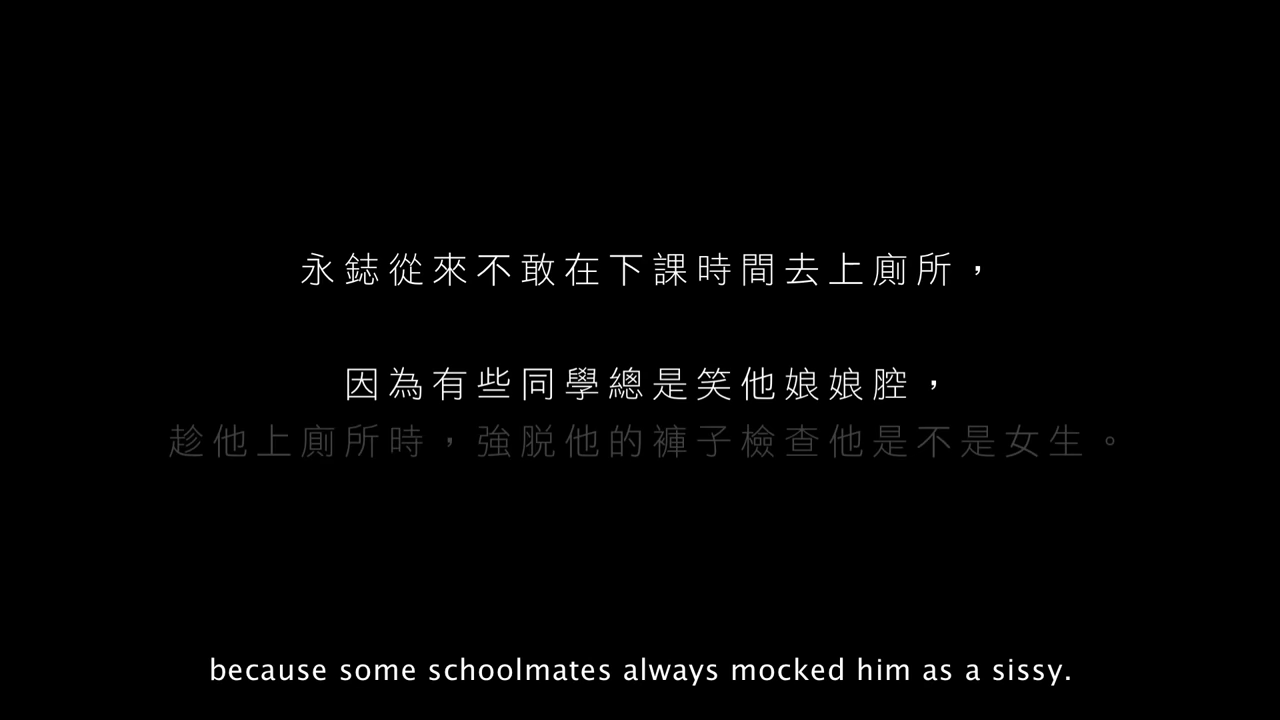 永鋕從來不敢在下課時間去上廁所，
因為有些同學總是笑他娘娘腔，
趁他上廁所時，強脱他的褲子檢查他是不是女生。
because some schoolmates always mocked him as a sissy.